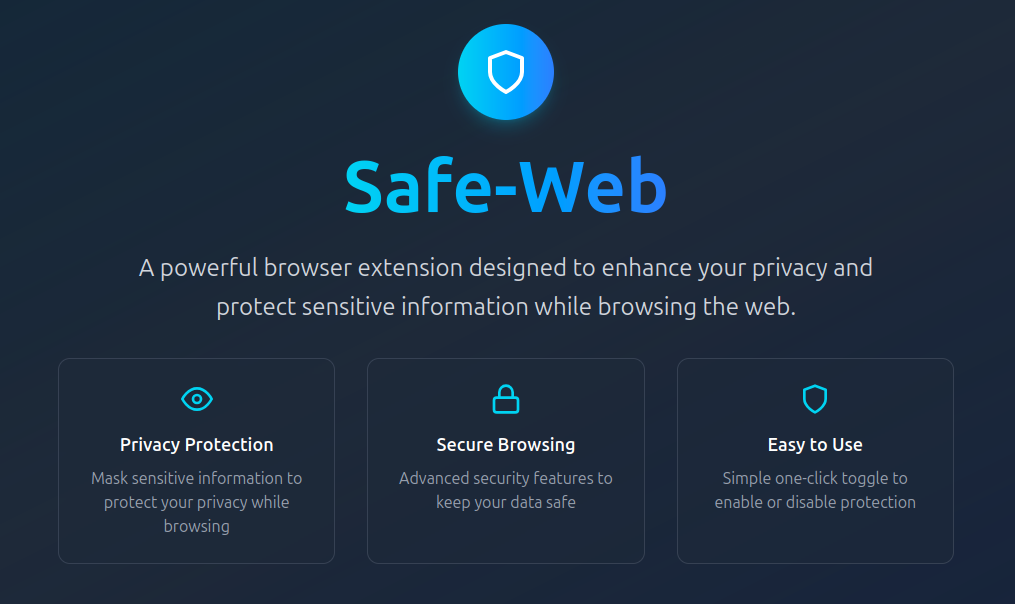 Safe-Web
A powerful browser extension designed to enhance your privacy and
protect sensitive information while browsing the web.
Privacy Protection
Mask sensitive information to
protect your privacy while
browsing
Secure Browsing
Advanced security features to
keep your data safe
Easy to Use
Simple one-click toggle to
enable or disable protection